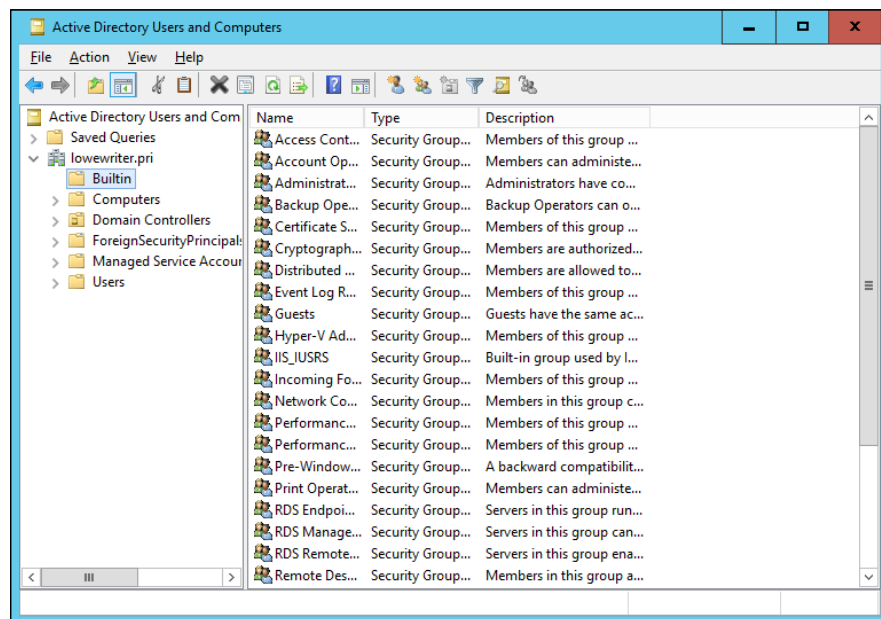 Active Directory Users and Computers
File Action View Help
Active Directory Users and Com
Saved Queries
lowewriter.pri
Builtin
Computers
Domain Controllers
ForeignSecurityPrincipal
Managed Service Accour
Users
Name Type Description
Access Cont... Security Group... Members of this group ...
Account Op... Security Group... Members can administe...
Administrat... Security Group... Administrators have co...
Backup Ope... Security Group... Backup Operators can o...
Certificate S... Security Group... Members of this group ...
Cryptograph... Security Group... Members are authorized...
Distributed ... Security Group... Members are allowed to...
Event Log R... Security Group... Members of this group ...
Guests Security Group... Guests have the same ac...
Hyper-V Ad... Security Group... Members of this group ...
IIS_IUSRS Security Group... Built-in group used by I...
Incoming Fo... Security Group... Members of this group ...
Network Co... Security Group... Members in this group c...
Performanc... Security Group... Members of this group ...
Performanc... Security Group... Members of this group ...
Pre-Window... Security Group... A backward compatibilit...
Print Operat... Security Group... Members can administe...
RDS Endpoi... Security Group... Servers in this group run...
RDS Manage... Security Group... Servers in this group can...
RDS Remote... Security Group... Servers in this group ena...
Remote Des... Security Group... Members in this group a...